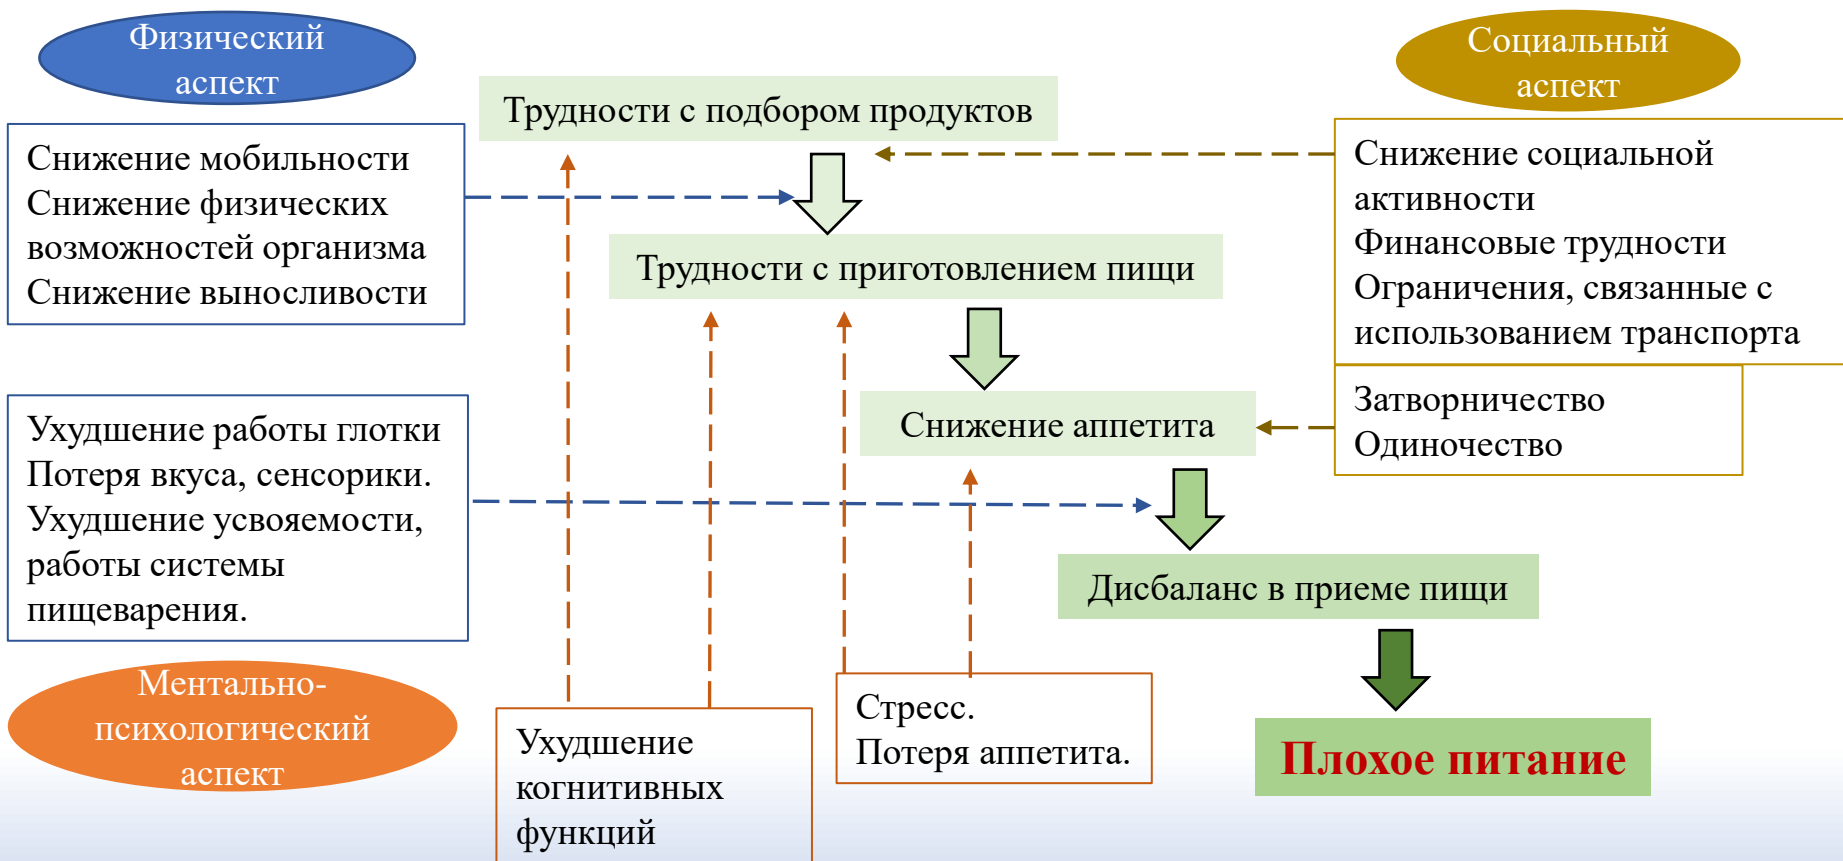 Физический
аспект
Социальный
аспект
Трудности с подбором продуктов
Снижение мобильности
Снижение физических
возможностей организма
Снижение выносливости
Снижение социальной
активности
Финансовые трудности
Ограничения, связанные с
использованием транспорта
Трудности с приготовлением пищи
Затворничество
Одиночество
Снижение аппетита
Ухудшение работы глотки
Потеря вкуса, сенсорики.
Ухудшение усвояемости,
работы системы
пищеварения.
Дисбаланс в приеме пищи
Ментально-
психологический
аспект
Ухудшение
когнитивных
функций
Стресс.
Потеря аппетита.
Плохое питание